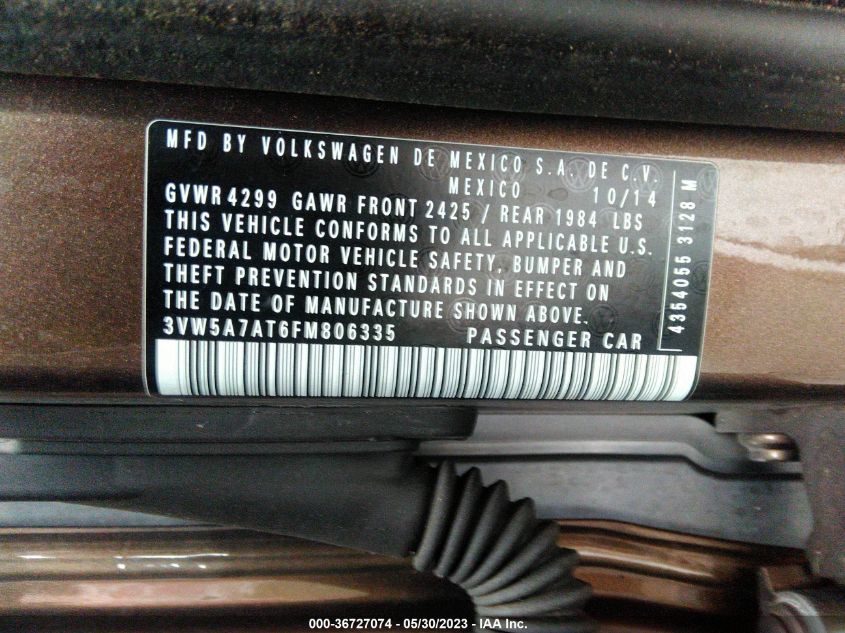 MFD BY VOLKSWAGEN DE MEXICO S.A. DE C.V.
MEXICO 10/14
GVWR 4299 GAWR FRONT 2425 / REAR 1984 LBS
THIS VEHICLE CONFORMS TO ALL APPLICABLE U.S.
FEDERAL MOTOR VEHICLE SAFETY, BUMPER AND
THEFT PREVENTION STANDARDS IN EFFECT ON
THE DATE OF MANUFACTURE SHOWN ABOVE.
3VW5A7AT6FM806335 PASSENGER CAR
4354055 3128 M
000-36727074 — 05/30/2023 — IAA Inc.